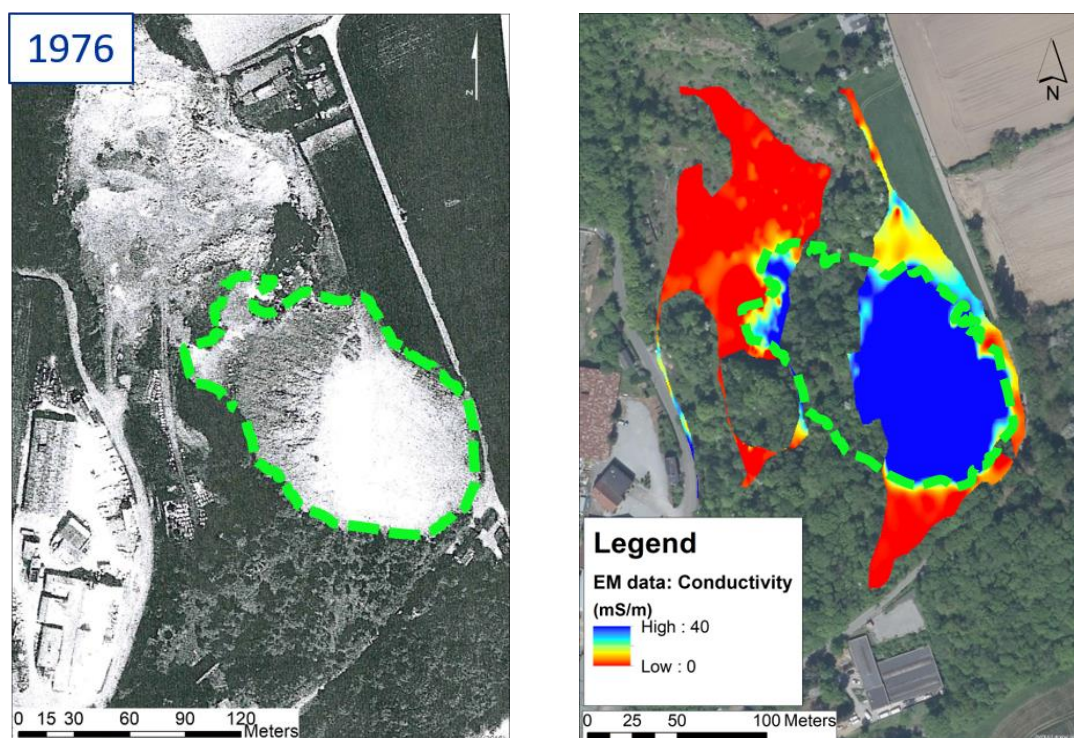 1976
N
0 15 30 60 90 120
Meters
N
Legend
EM data: Conductivity
(mS/m)
High : 40
Low : 0
0 25 50 100 Meters